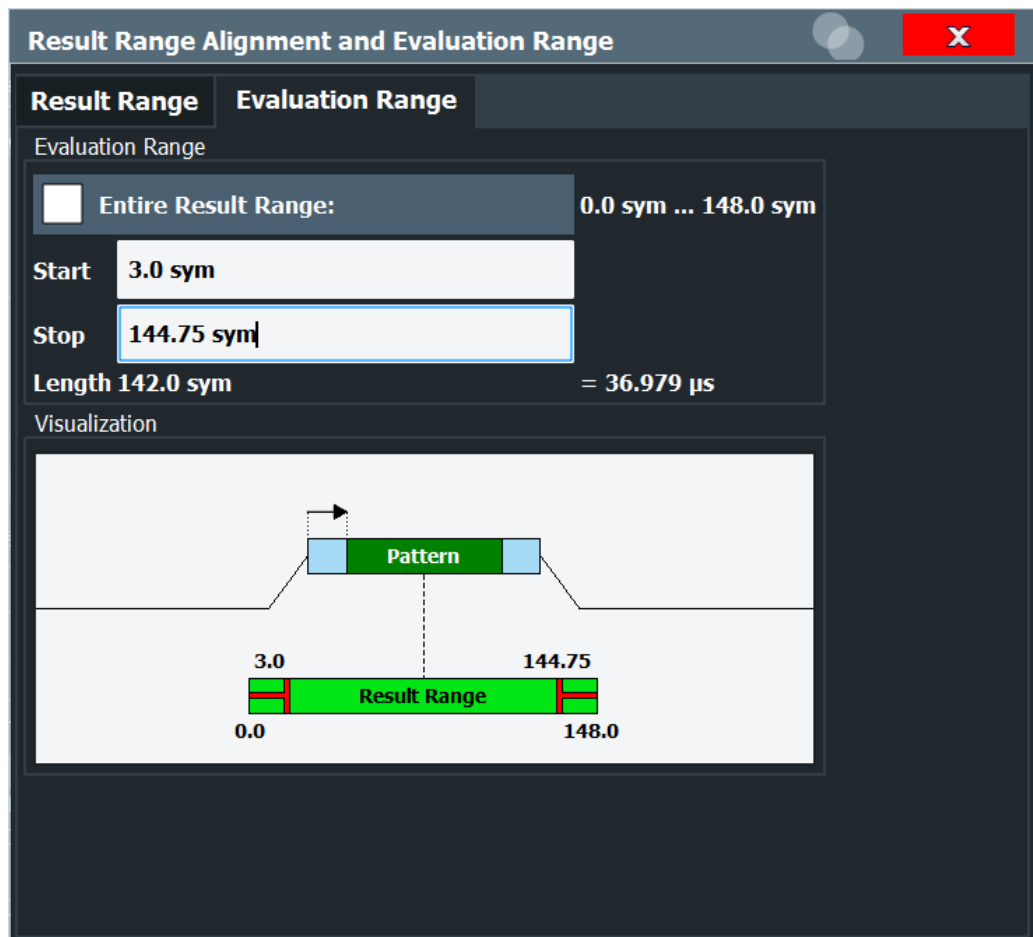 Result Range Alignment and Evaluation Range X
Result Range Evaluation Range
Evaluation Range
Entire Result Range: 0.0 sym ... 148.0 sym
Start 3.0 sym
Stop 144.75 sym
Length 142.0 sym = 36.979 µs
Visualization
Pattern
3.0 144.75
Result Range
0.0 148.0